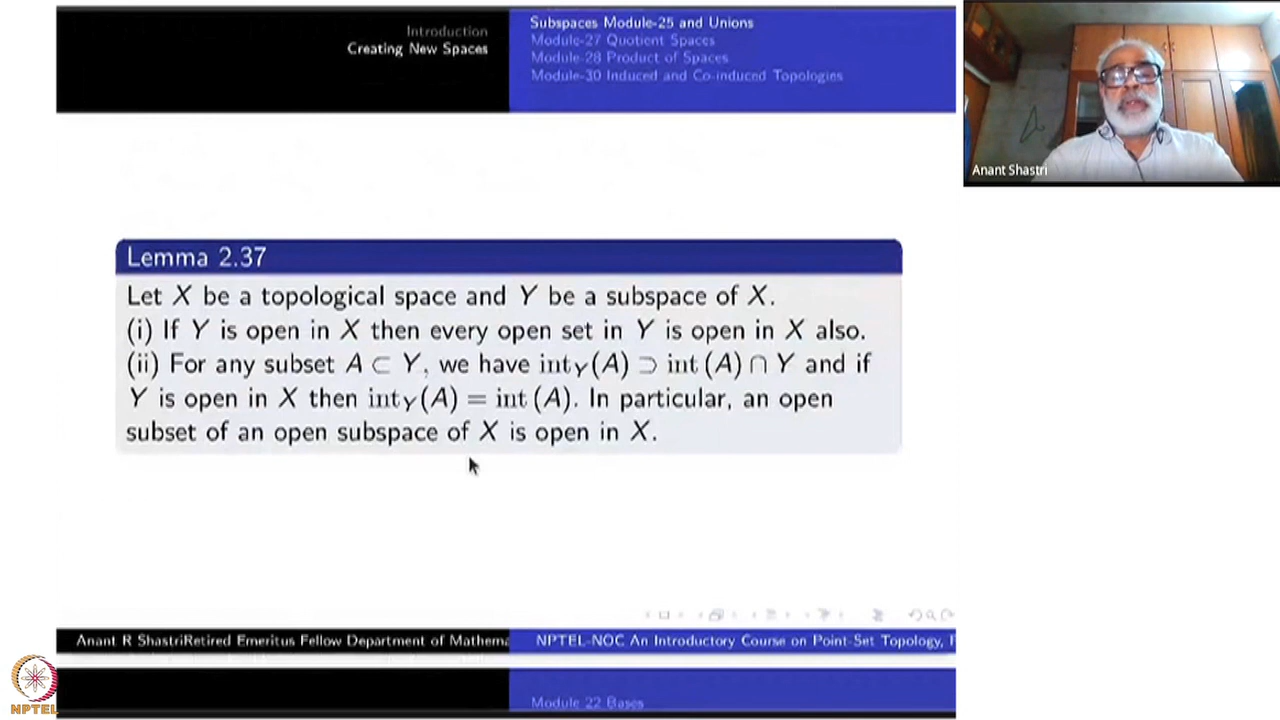 Introduction
Creating New Spaces
Subspaces Module-25 and Unions
Module-27 Quotient Spaces
Module-28 Product of Spaces
Module-30 Induced and Co-induced Topologies
Anant Shastri
Lemma 2.37
Let X be a topological space and Y be a subspace of X.
(i) If Y is open in X then every open set in Y is open in X also.
(ii) For any subset A ⊂ Y, we have int_Y(A) ⊃ int (A) ∩ Y and if
Y is open in X then int_Y(A) = int (A). In particular, an open
subset of an open subspace of X is open in X.
Anant R ShastriRetired Emeritus Fellow Department of Mathema
NPTEL-NOC An Introductory Course on Point-Set Topology, P
Module 22 Bases
NPTEL